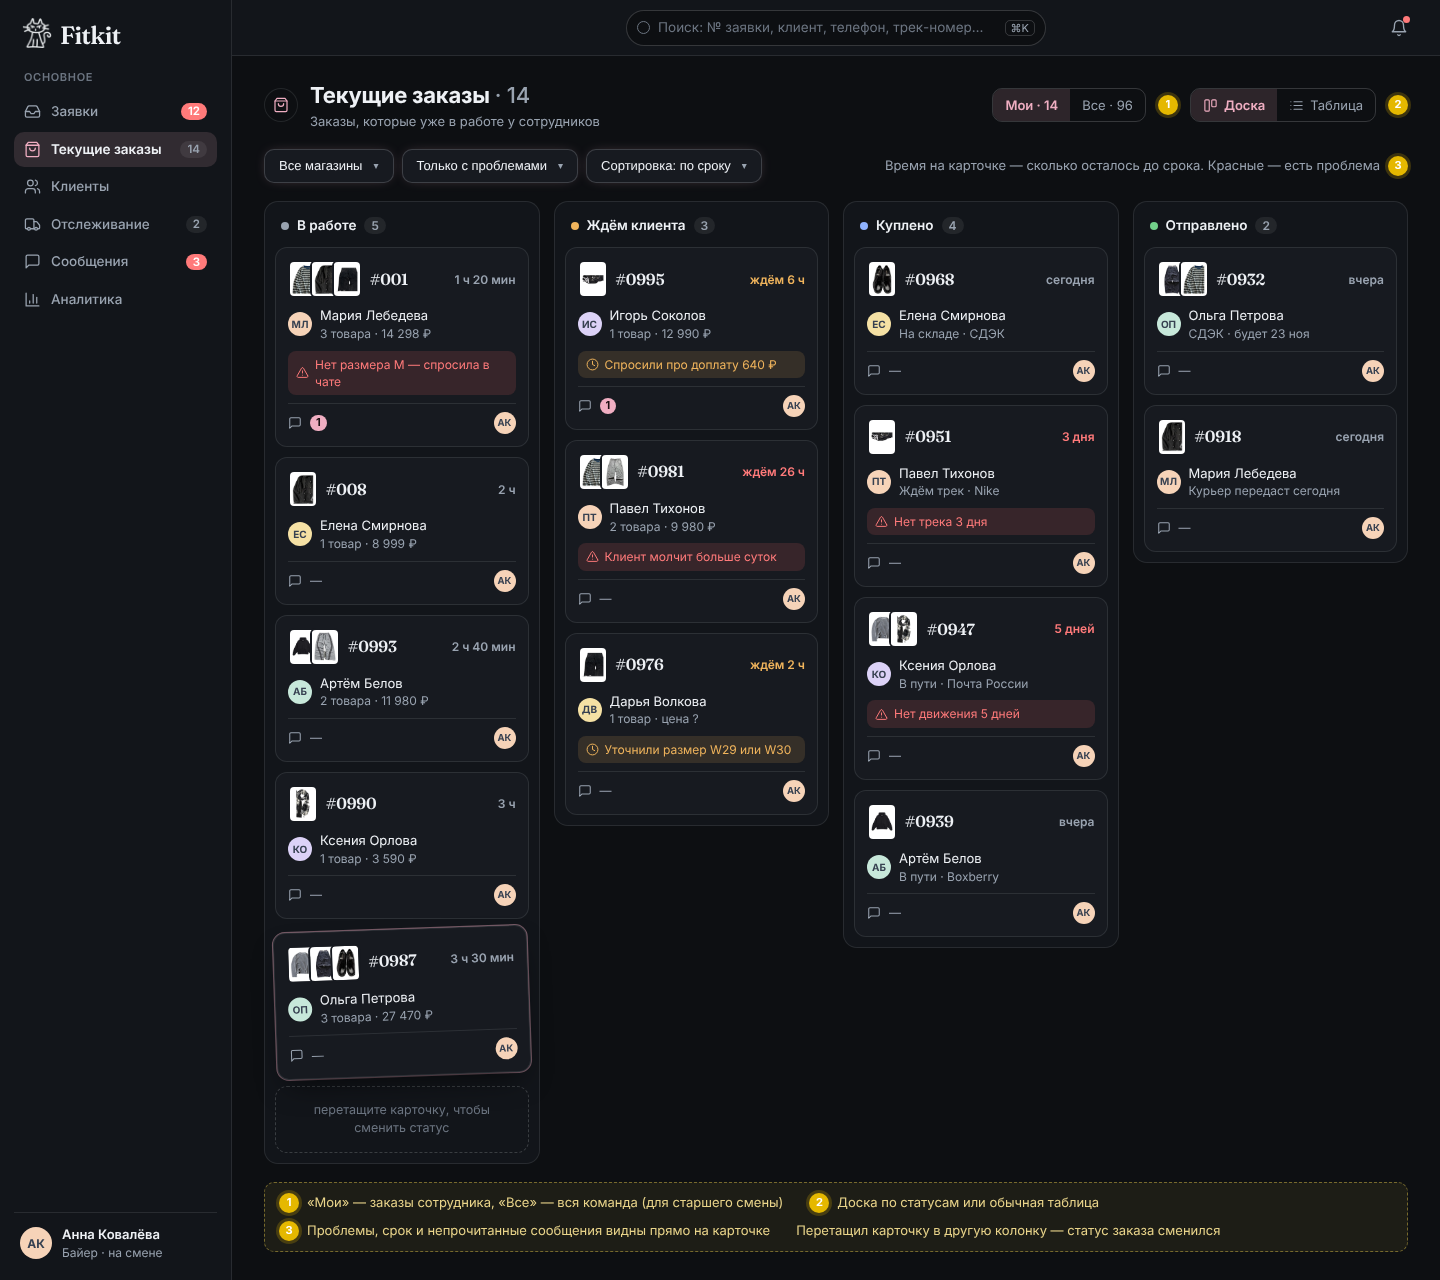 Fitkit
Поиск: № заявки, клиент, телефон, трек-номер...
⌘K
ОСНОВНОЕ
Заявки 12
Текущие заказы 14
Клиенты
Отслеживание 2
Сообщения 3
Аналитика
Текущие заказы · 14
Заказы, которые уже в работе у сотрудников
Мои · 14
Все · 96
1
Доска
Таблица
2
Все магазины ▾
Только с проблемами ▾
Сортировка: по сроку ▾
Время на карточке — сколько осталось до срока. Красные — есть проблема
3
В работе 5
#001 1 ч 20 мин
МЛ
Мария Лебедева
3 товара · 14 298 ₽
Нет размера M — спросила в
чате
1 АК
#008 2 ч
ЕС
Елена Смирнова
1 товар · 8 999 ₽
— АК
#0993 2 ч 40 мин
АБ
Артём Белов
2 товара · 11 980 ₽
— АК
#0990 3 ч
КО
Ксения Орлова
1 товар · 3 590 ₽
— АК
#0987 3 ч 30 мин
ОП
Ольга Петрова
3 товара · 27 470 ₽
— АК
перетащите карточку, чтобы
сменить статус
Ждём клиента 3
#0995 ждём 6 ч
ИС
Игорь Соколов
1 товар · 12 990 ₽
Спросили про доплату 640 ₽
1 АК
#0981 ждём 26 ч
ПТ
Павел Тихонов
2 товара · 9 980 ₽
Клиент молчит больше суток
— АК
#0976 ждём 2 ч
ДВ
Дарья Волкова
1 товар · цена ?
Уточнили размер W29 или W30
— АК
Куплено 4
#0968 сегодня
ЕС
Елена Смирнова
На складе · СДЭК
— АК
#0951 3 дня
ПТ
Павел Тихонов
Ждём трек · Nike
Нет трека 3 дня
— АК
#0947 5 дней
КО
Ксения Орлова
В пути · Почта России
Нет движения 5 дней
— АК
#0939 вчера
АБ
Артём Белов
В пути · Boxberry
— АК
Отправлено 2
#0932 вчера
ОП
Ольга Петрова
СДЭК · будет 23 ноя
— АК
#0918 сегодня
МЛ
Мария Лебедева
Курьер передаст сегодня
— АК
1 «Мои» — заказы сотрудника, «Все» — вся команда (для старшего смены)
2 Доска по статусам или обычная таблица
3 Проблемы, срок и непрочитанные сообщения видны прямо на карточке
Перетащил карточку в другую колонку — статус заказа сменился
АК
Анна Ковалёва
Байер · на смене